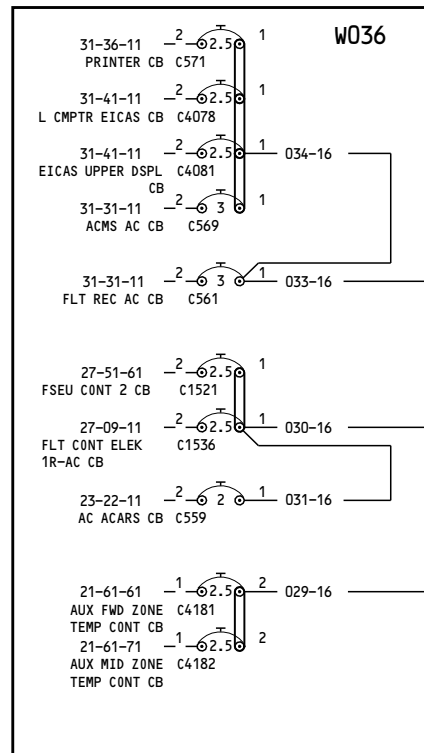 W036
31-36-11 2 2.5 1
PRINTER CB C571
31-41-11 2 2.5 1
L CMPTR EICAS CB C4078
31-41-11 2 2.5 1 034-16
EICAS UPPER DSPL C4081
CB
31-31-11 2 3 1
ACMS AC CB C569
31-31-11 2 3 1 033-16
FLT REC AC CB C561
27-51-61 2 2.5 1
FSEU CONT 2 CB C1521
27-09-11 2 2.5 1 030-16
FLT CONT ELEK C1536
1R-AC CB
23-22-11 2 2 1 031-16
AC ACARS CB C559
21-61-61 1 2.5 2 029-16
AUX FWD ZONE C4181
TEMP CONT CB
21-61-71 1 2.5 2
AUX MID ZONE C4182
TEMP CONT CB